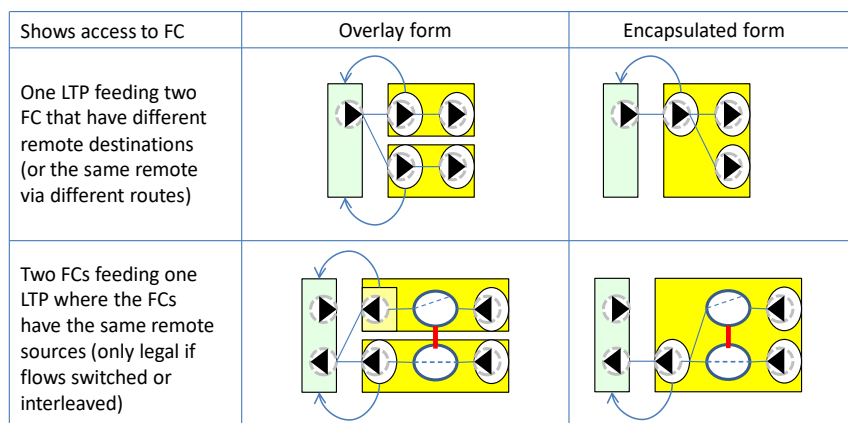 Shows access to FC
Overlay form
Encapsulated form
One LTP feeding two
FC that have different
remote destinations
(or the same remote
via different routes)
Two FCs feeding one
LTP where the FCs
have the same remote
sources (only legal if
flows switched or
interleaved)